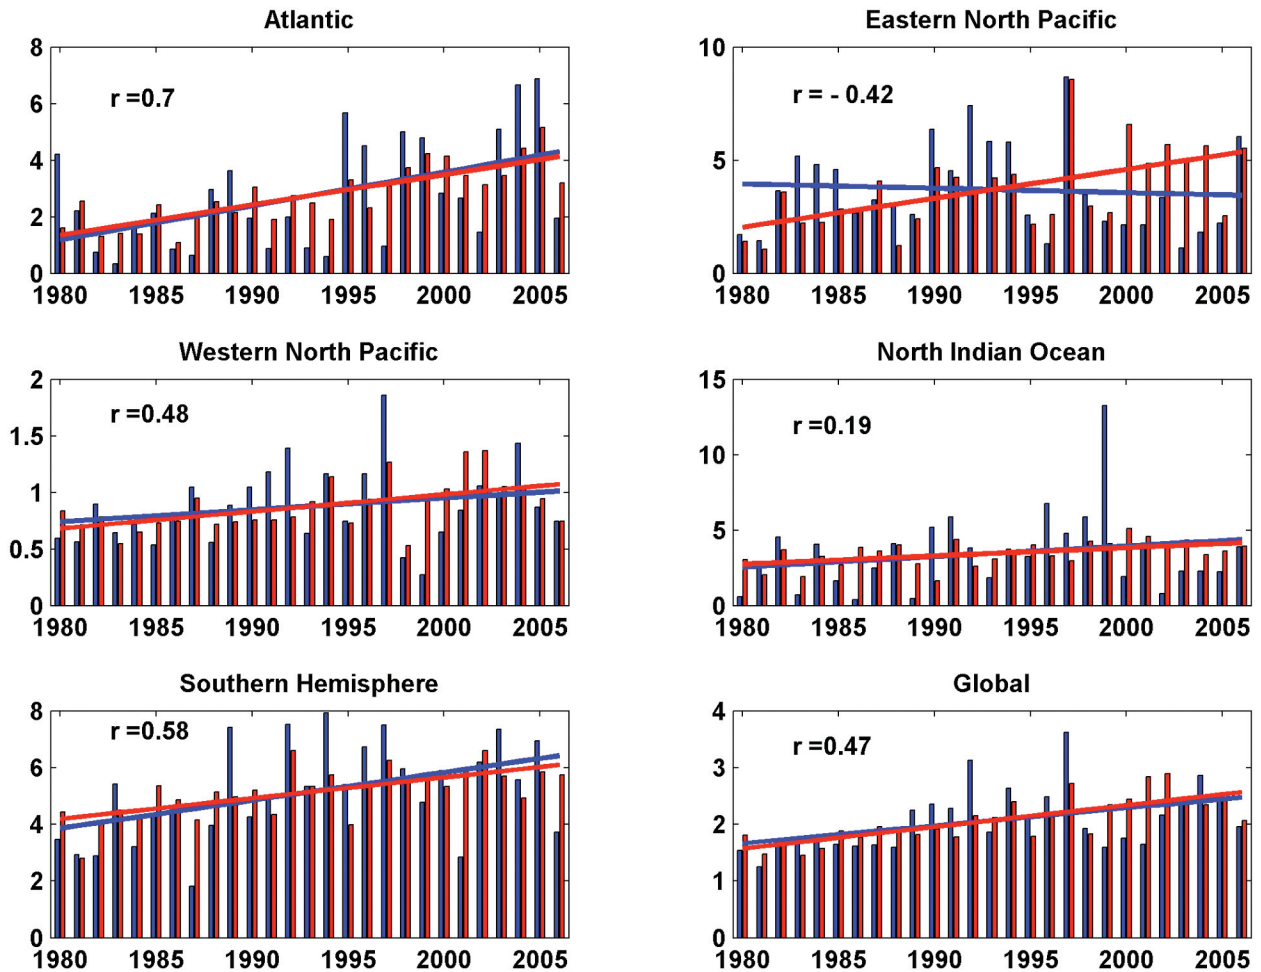 Atlantic
8
6
4
2
0
r =0.7
1980 1985 1990 1995 2000 2005
Eastern North Pacific
10
5
0
r = - 0.42
1980 1985 1990 1995 2000 2005
Western North Pacific
2
1.5
1
0.5
0
r =0.48
1980 1985 1990 1995 2000 2005
North Indian Ocean
15
10
5
0
r =0.19
1980 1985 1990 1995 2000 2005
Southern Hemisphere
8
6
4
2
0
r =0.58
1980 1985 1990 1995 2000 2005
Global
4
3
2
1
0
r =0.47
1980 1985 1990 1995 2000 2005